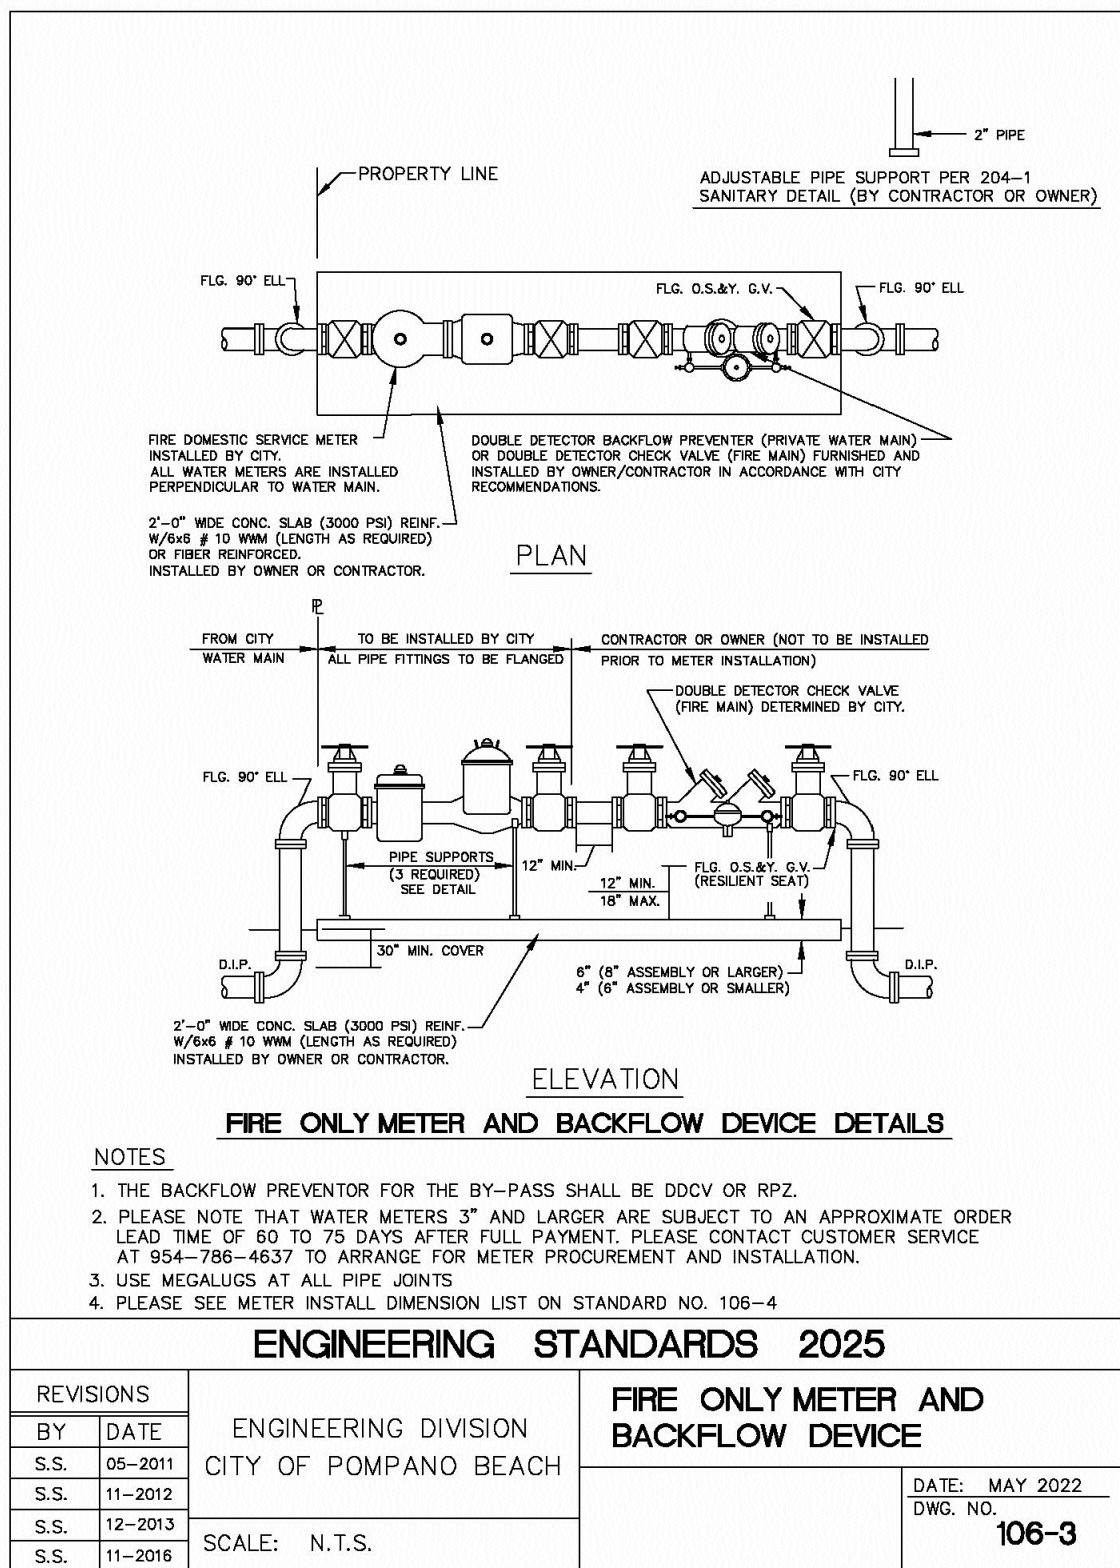 2" PIPE
ADJUSTABLE PIPE SUPPORT PER 204-1
SANITARY DETAIL (BY CONTRACTOR OR OWNER)
PROPERTY LINE
FLG. 90° ELL
FLG. O.S.&Y. G.V.
FLG. 90° ELL
FIRE DOMESTIC SERVICE METER
INSTALLED BY CITY.
ALL WATER METERS ARE INSTALLED
PERPENDICULAR TO WATER MAIN.
DOUBLE DETECTOR BACKFLOW PREVENTER (PRIVATE WATER MAIN)
OR DOUBLE DETECTOR CHECK VALVE (FIRE MAIN) FURNISHED AND
INSTALLED BY OWNER/CONTRACTOR IN ACCORDANCE WITH CITY
RECOMMENDATIONS.
2'-0" WIDE CONC. SLAB (3000 PSI) REINF.
W/6x6 # 10 WWM (LENGTH AS REQUIRED)
OR FIBER REINFORCED.
INSTALLED BY OWNER OR CONTRACTOR.
PLAN
PL
FROM CITY
WATER MAIN
TO BE INSTALLED BY CITY
ALL PIPE FITTINGS TO BE FLANGED
CONTRACTOR OR OWNER (NOT TO BE INSTALLED
PRIOR TO METER INSTALLATION)
DOUBLE DETECTOR CHECK VALVE
(FIRE MAIN) DETERMINED BY CITY.
FLG. 90° ELL
FLG. 90° ELL
PIPE SUPPORTS
(3 REQUIRED)
SEE DETAIL
12" MIN.
12" MIN.
18" MAX.
FLG. O.S.&Y. G.V.
(RESILIENT SEAT)
30" MIN. COVER
D.I.P.
D.I.P.
6" (8" ASSEMBLY OR LARGER)
4" (6" ASSEMBLY OR SMALLER)
2'-0" WIDE CONC. SLAB (3000 PSI) REINF.
W/6x6 # 10 WWM (LENGTH AS REQUIRED)
INSTALLED BY OWNER OR CONTRACTOR.
ELEVATION
FIRE ONLY METER AND BACKFLOW DEVICE DETAILS
NOTES
1. THE BACKFLOW PREVENTOR FOR THE BY-PASS SHALL BE DDCV OR RPZ.
2. PLEASE NOTE THAT WATER METERS 3" AND LARGER ARE SUBJECT TO AN APPROXIMATE ORDER
LEAD TIME OF 60 TO 75 DAYS AFTER FULL PAYMENT. PLEASE CONTACT CUSTOMER SERVICE
AT 954-786-4637 TO ARRANGE FOR METER PROCUREMENT AND INSTALLATION.
3. USE MEGALUGS AT ALL PIPE JOINTS
4. PLEASE SEE METER INSTALL DIMENSION LIST ON STANDARD NO. 106-4
ENGINEERING STANDARDS 2025
REVISIONS
BY DATE
S.S. 05-2011
S.S. 11-2012
S.S. 12-2013
S.S. 11-2016
ENGINEERING DIVISION
CITY OF POMPANO BEACH
SCALE: N.T.S.
FIRE ONLY METER AND
BACKFLOW DEVICE
DATE: MAY 2022
DWG. NO.
106-3